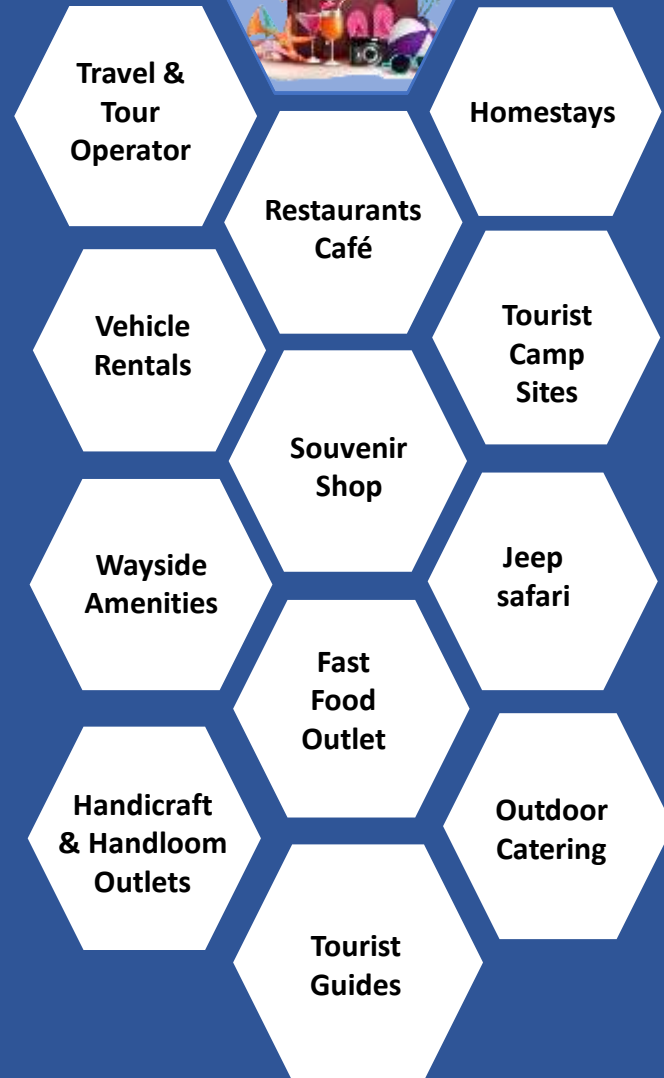 Travel &
Tour
Operator
Homestays
Restaurants
Café
Vehicle
Rentals
Tourist
Camp
Sites
Souvenir
Shop
Wayside
Amenities
Jeep
safari
Fast
Food
Outlet
Handicraft
& Handloom
Outlets
Outdoor
Catering
Tourist
Guides